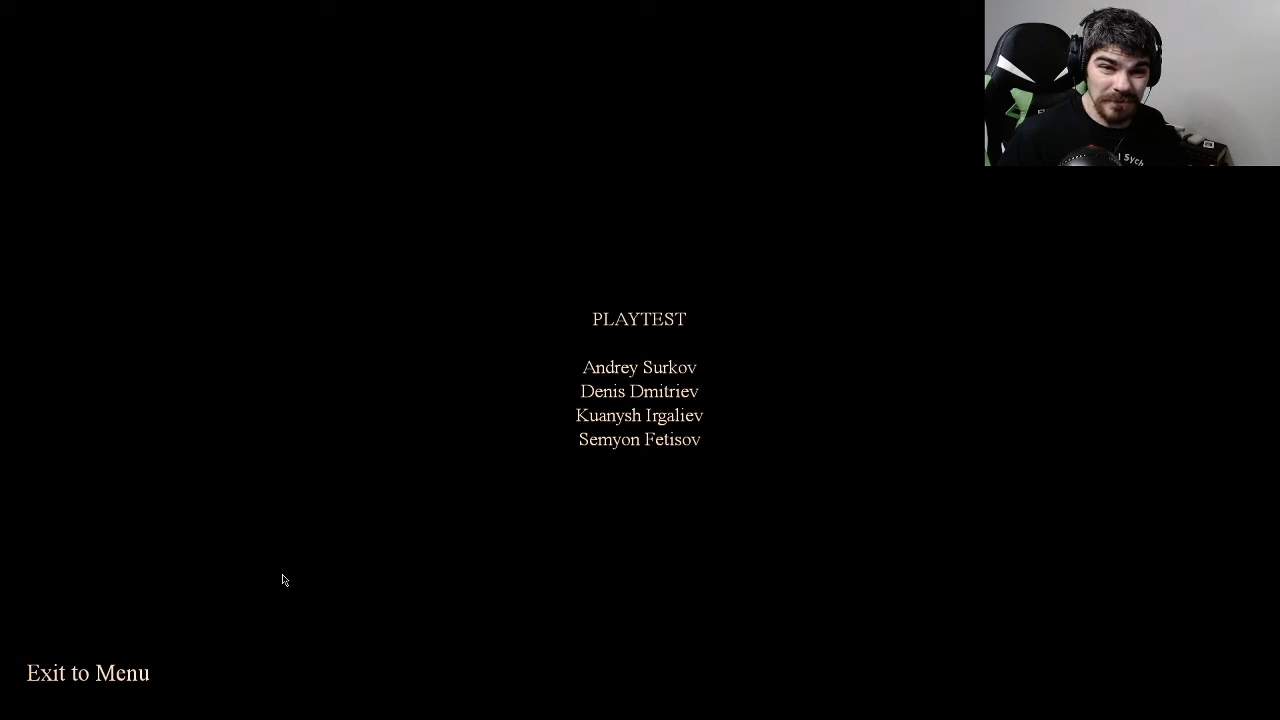 PLAYTEST
Andrey Surkov
Denis Dmitriev
Kuanysh Irgaliev
Semyon Fetisov
Exit to Menu